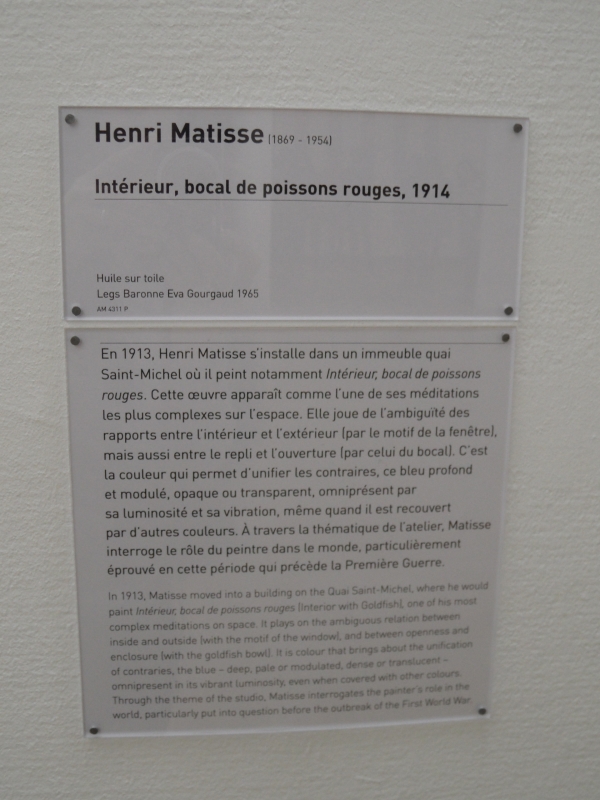 Henri Matisse (1869 - 1954)
Intérieur, bocal de poissons rouges, 1914
Huile sur toile
Legs Baronne Eva Gourgaud 1965
AM 4311 P
En 1913, Henri Matisse s'installe dans un immeuble quai
Saint-Michel où il peint notamment Intérieur, bocal de poissons
rouges. Cette œuvre apparaît comme l'une de ses méditations
les plus complexes sur l'espace. Elle joue de l'ambiguïté des
rapports entre l'intérieur et l'extérieur (par le motif de la fenêtre),
mais aussi entre le repli et l'ouverture (par celui du bocal). C'est
la couleur qui permet d'unifier les contraires, ce bleu profond
et modulé, opaque ou transparent, omniprésent par
sa luminosité et sa vibration, même quand il est recouvert
par d'autres couleurs. À travers la thématique de l'atelier, Matisse
interroge le rôle du peintre dans le monde, particulièrement
éprouvé en cette période qui précède la Première Guerre.
In 1913, Matisse moved into a building on the Quai Saint-Michel, where he would
paint Intérieur, bocal de poissons rouges (Interior with Goldfish), one of his most
complex meditations on space. It plays on the ambiguous relation between
inside and outside (with the motif of the window), and between openness and
enclosure (with the goldfish bowl). It is colour that brings about the unification
of contraries, the blue – deep, pale or modulated, dense or translucent –
omnipresent in its vibrant luminosity, even when covered with other colours.
Through the theme of the studio, Matisse interrogates the painter's role in the
world, particularly put into question before the outbreak of the First World War.